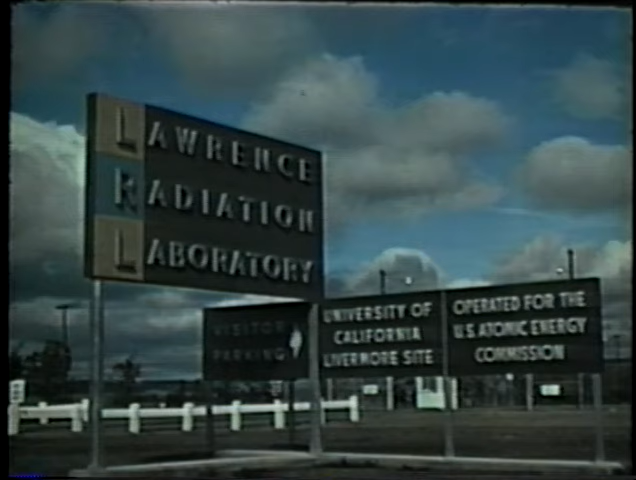 LAWRENCE
RADIATION
LABORATORY
VISITOR
PARKING
UNIVERSITY OF
CALIFORNIA
LIVERMORE SITE
OPERATED FOR THE
U.S. ATOMIC ENERGY
COMMISSION